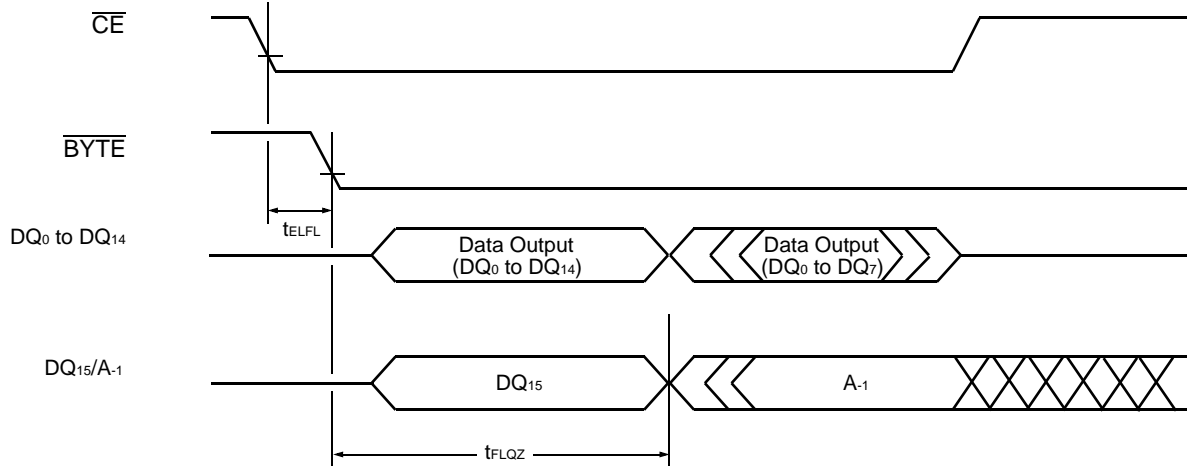 CE
BYTE
tELFL
DQ0 to DQ14
Data Output
(DQ0 to DQ14)
Data Output
(DQ0 to DQ7)
DQ15/A-1
DQ15
A-1
tFLQZ